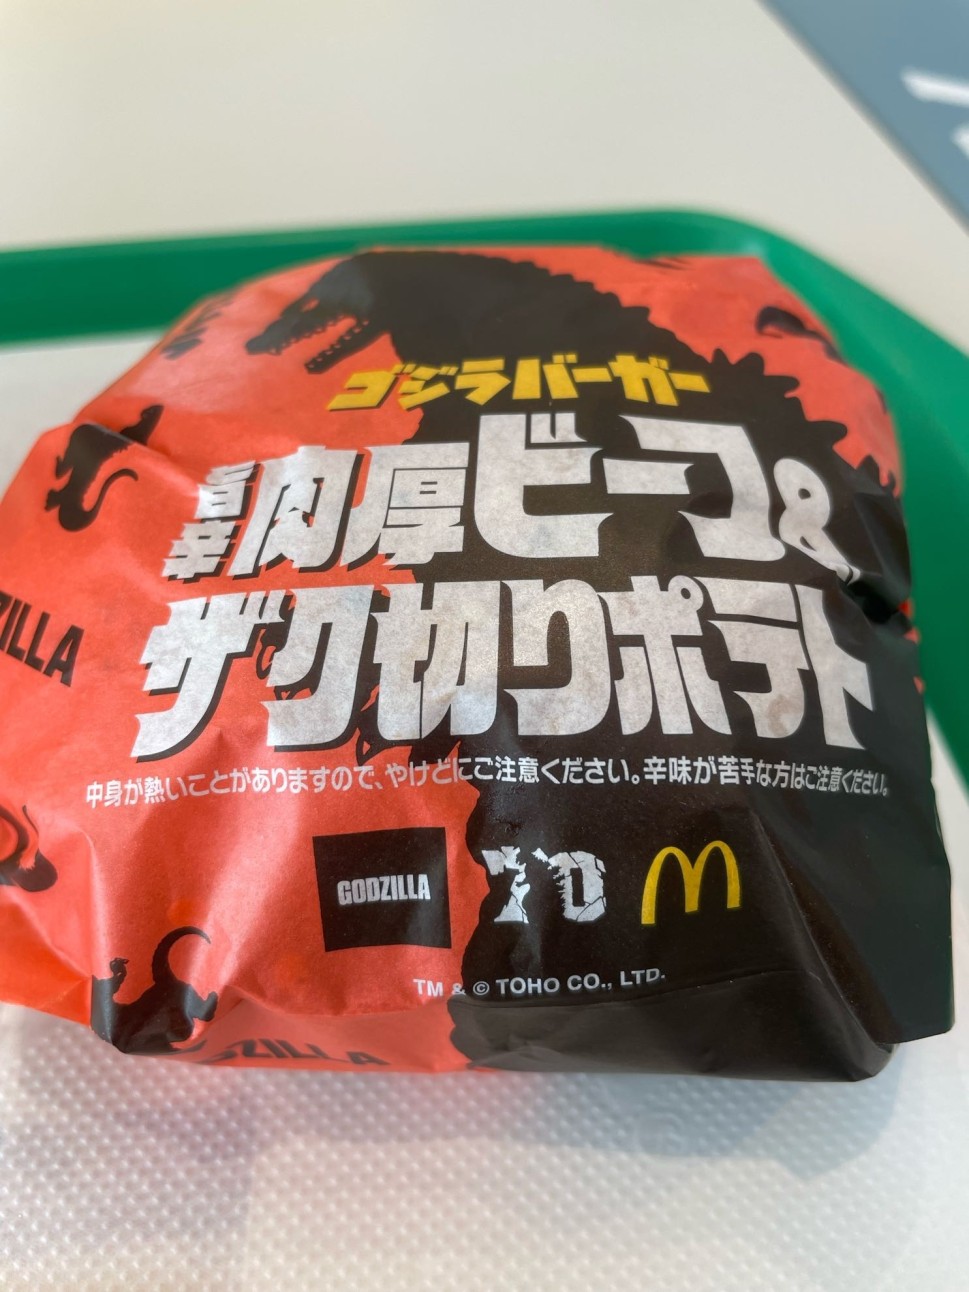 ゴジラバーガー
旨辛肉厚ビーフ&
ザク切りポテト
中身が熱いことがありますので、やけどにご注意ください。辛味が苦手な方はご注意ください。
GODZILLA
70
TM & © TOHO CO., LTD.
ZILLA
ZILLA